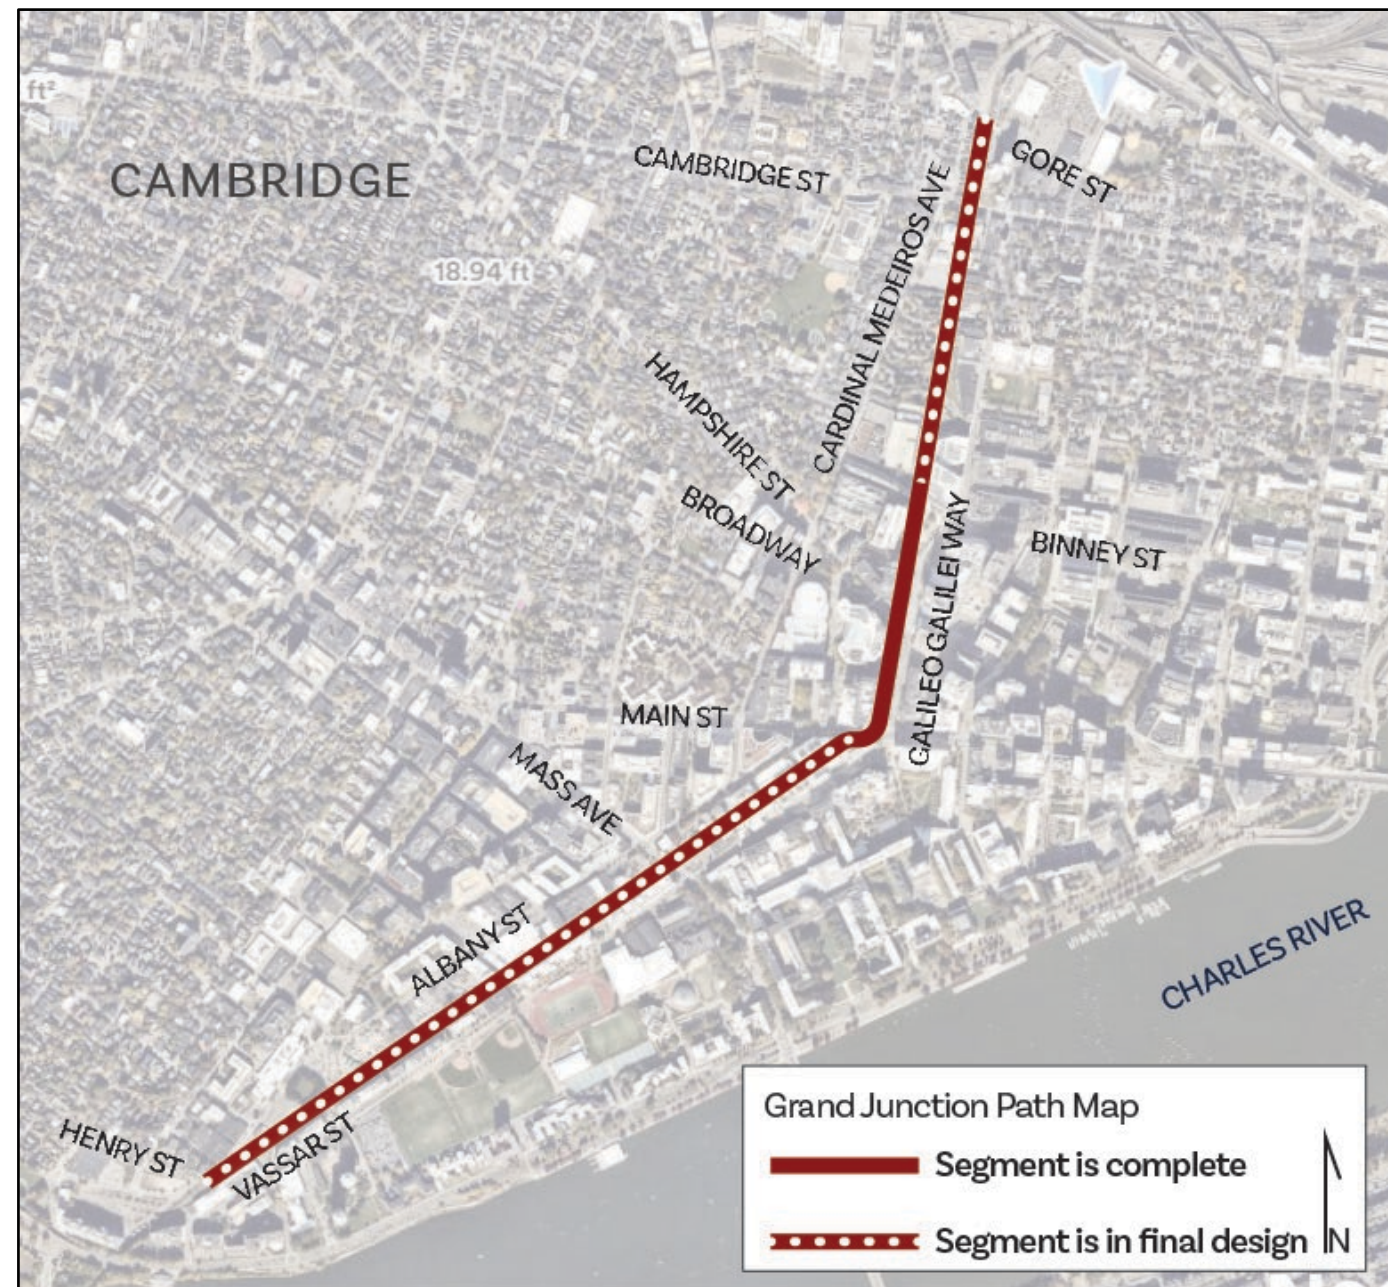 ft²
CAMBRIDGE
CAMBRIDGE ST
GORE ST
CARDINAL MEDEIROS AVE
18.94 ft
HAMPSHIRE ST
BROADWAY
GALILEO GALILEI WAY
BINNEY ST
MAIN ST
MASS AVE
ALBANY ST
CHARLES RIVER
HENRY ST
VASSAR ST
Grand Junction Path Map
Segment is complete
Segment is in final design
N